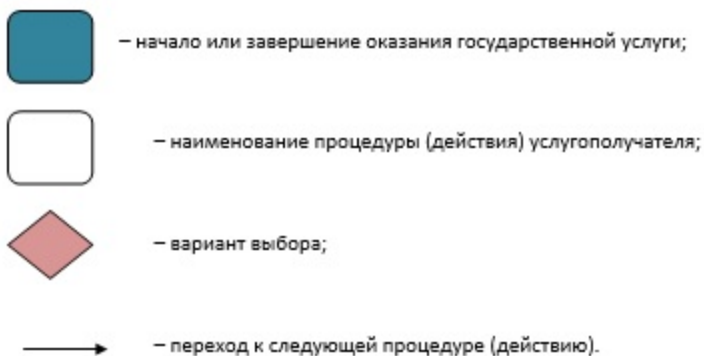 – начало или завершение оказания государственной услуги;
– наименование процедуры (действия) услугополучателя;
– вариант выбора;
– переход к следующей процедуре (действию).